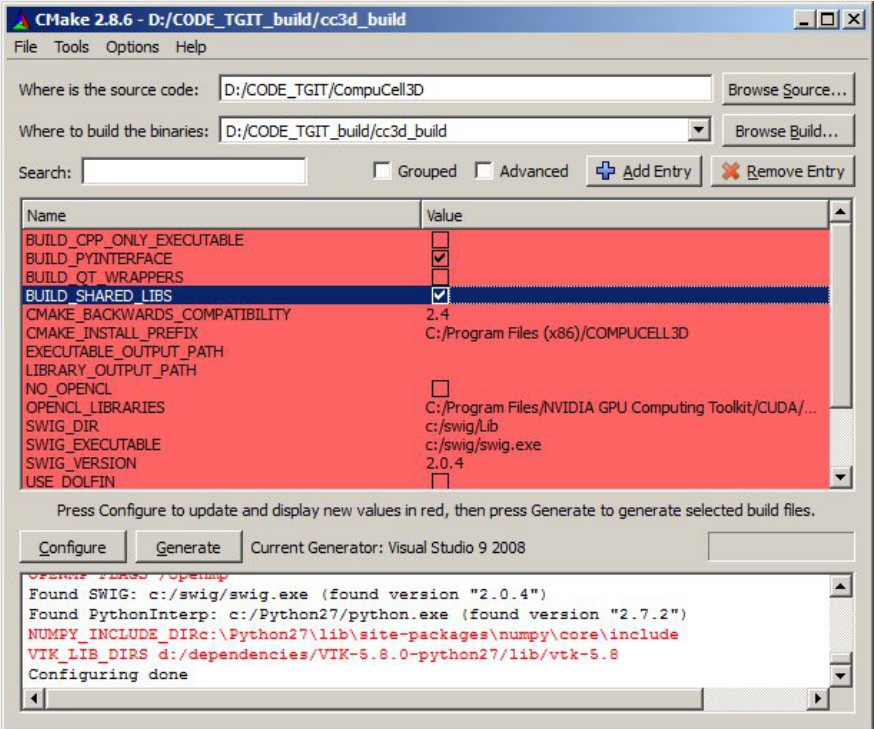 CMake 2.8.6 - D:/CODE_TGIT_build/cc3d_build
File Tools Options Help
Where is the source code: D:/CODE_TGIT/CompuCell3D Browse Source...
Where to build the binaries: D:/CODE_TGIT_build/cc3d_build Browse Build...
Search: Grouped Advanced Add Entry Remove Entry
Name Value
BUILD_CPP_ONLY_EXECUTABLE
BUILD_PYINTERFACE
BUILD_QT_WRAPPERS
BUILD_SHARED_LIBS
CMAKE_BACKWARDS_COMPATIBILITY 2.4
CMAKE_INSTALL_PREFIX C:/Program Files (x86)/COMPUCELL3D
EXECUTABLE_OUTPUT_PATH
LIBRARY_OUTPUT_PATH
NO_OPENCL
OPENCL_LIBRARIES C:/Program Files/NVIDIA GPU Computing Toolkit/CUDA/...
SWIG_DIR c:/swig/Lib
SWIG_EXECUTABLE c:/swig/swig.exe
SWIG_VERSION 2.0.4
USE_DOLFIN
Press Configure to update and display new values in red, then press Generate to generate selected build files.
Configure Generate Current Generator: Visual Studio 9 2008
OPENMP FLAGS /openmp
Found SWIG: c:/swig/swig.exe (found version "2.0.4")
Found PythonInterp: c:/Python27/python.exe (found version "2.7.2")
NUMPY_INCLUDE_DIRc:\Python27\lib\site-packages\numpy\core\include
VTK_LIB_DIRS d:/dependencies/VTK-5.8.0-python27/lib/vtk-5.8
Configuring done